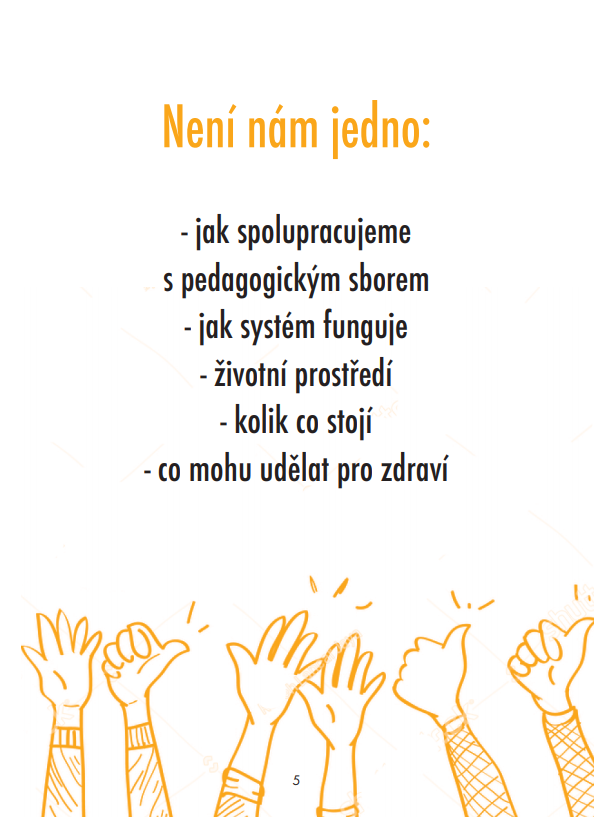 Není nám jedno:
- jak spolupracujeme
s pedagogickým sborem
- jak systém funguje
- životní prostředí
- kolik co stojí
- co mohu udělat pro zdraví
5